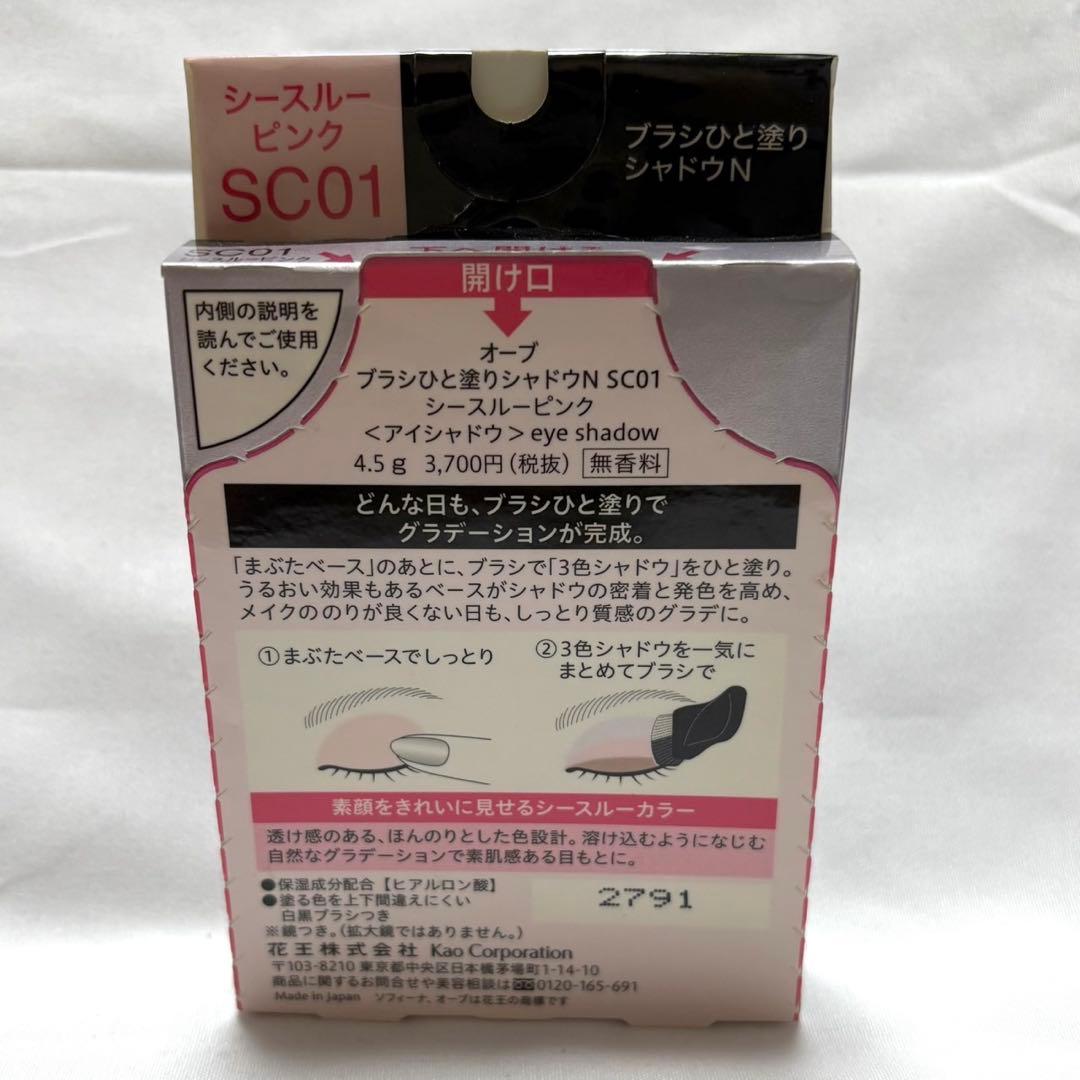 シースルー
ピンク
SC01
ブラシひと塗り
シャドウN
SC01
シースルーピンク
開け口
内側の説明を
読んでご使用
ください。
オーブ
ブラシひと塗りシャドウN SC01
シースルーピンク
＜アイシャドウ＞eye shadow
4.5g 3,700円(税抜) 無香料
どんな日も、ブラシひと塗りで
グラデーションが完成。
「まぶたベース」のあとに、ブラシで「3色シャドウ」をひと塗り。
うるおい効果もあるベースがシャドウの密着と発色を高め、
メイクののりが良くない日も、しっとり質感のグラデに。
①まぶたベースでしっとり
②3色シャドウを一気に
まとめてブラシで
素顔をきれいに見せるシースルーカラー
透け感のある、ほんのりとした色設計。溶け込むようになじむ
自然なグラデーションで素肌感ある目もとに。
●保湿成分配合【ヒアルロン酸】
●塗る色を上下間違えにくい
白黒ブラシつき
※鏡つき。(拡大鏡ではありません。)
2791
花王株式会社 Kao Corporation
〒103-8210 東京都中央区日本橋茅場町1-14-10
商品に関するお問合せや美容相談は0120-165-691
Made in Japan ソフィーナ、オーブは花王の商標です